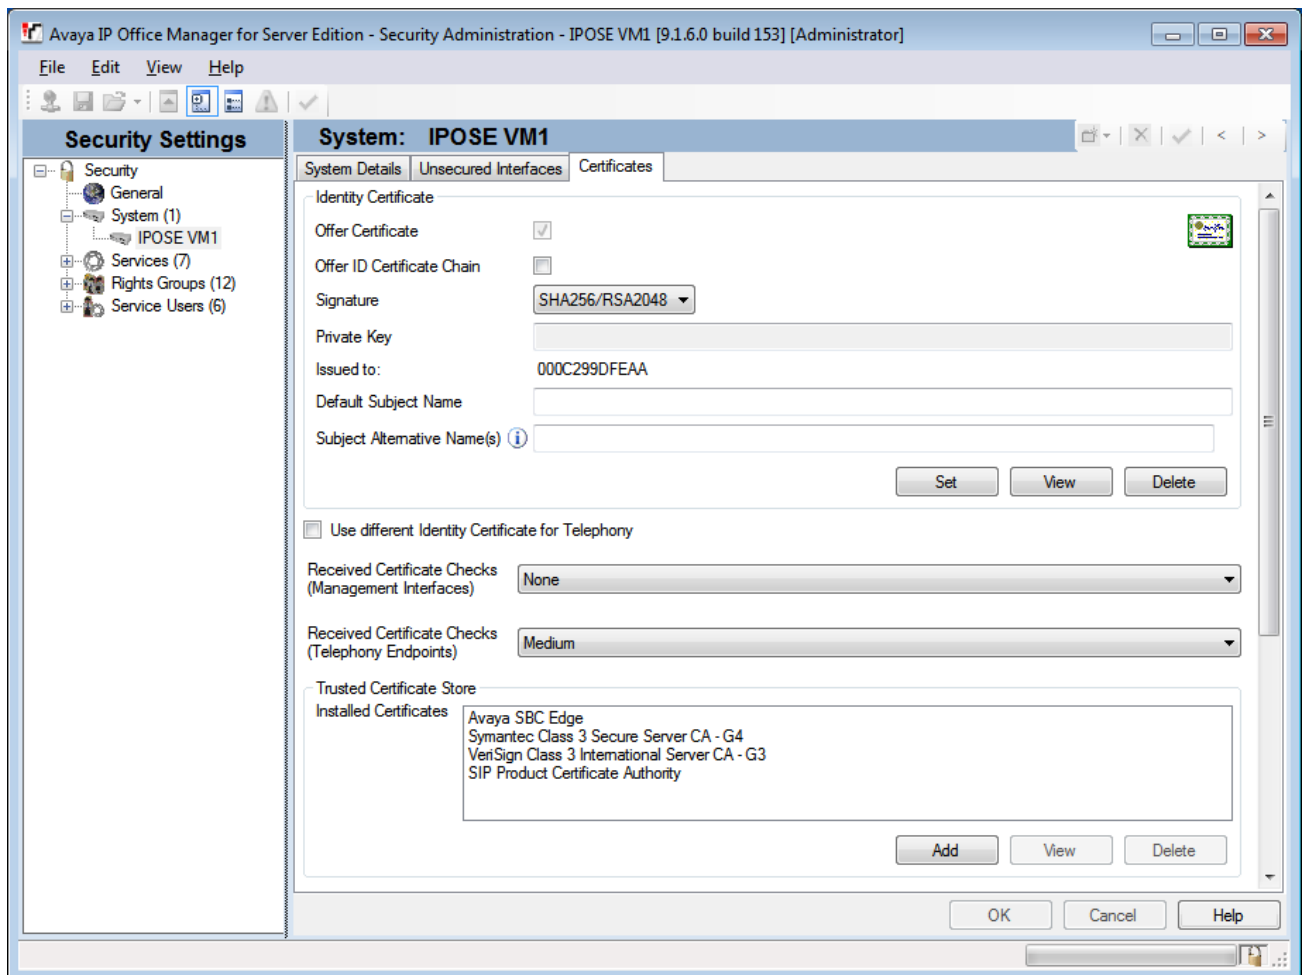 Avaya IP Office Manager for Server Edition - Security Administration - IPOSE VM1 [9.1.6.0 build 153] [Administrator]
File Edit View Help
Security Settings
Security
General
System (1)
IPOSE VM1
Services (7)
Rights Groups (12)
Service Users (6)
System: IPOSE VM1
< >
System Details Unsecured Interfaces Certificates
Identity Certificate
Offer Certificate
Offer ID Certificate Chain
Signature SHA256/RSA2048
Private Key
Issued to: 000C299DFEAA
Default Subject Name
Subject Alternative Name(s)
Set View Delete
Use different Identity Certificate for Telephony
Received Certificate Checks
(Management Interfaces) None
Received Certificate Checks
(Telephony Endpoints) Medium
Trusted Certificate Store
Installed Certificates
Avaya SBC Edge
Symantec Class 3 Secure Server CA - G4
VeriSign Class 3 International Server CA - G3
SIP Product Certificate Authority
Add View Delete
OK Cancel Help